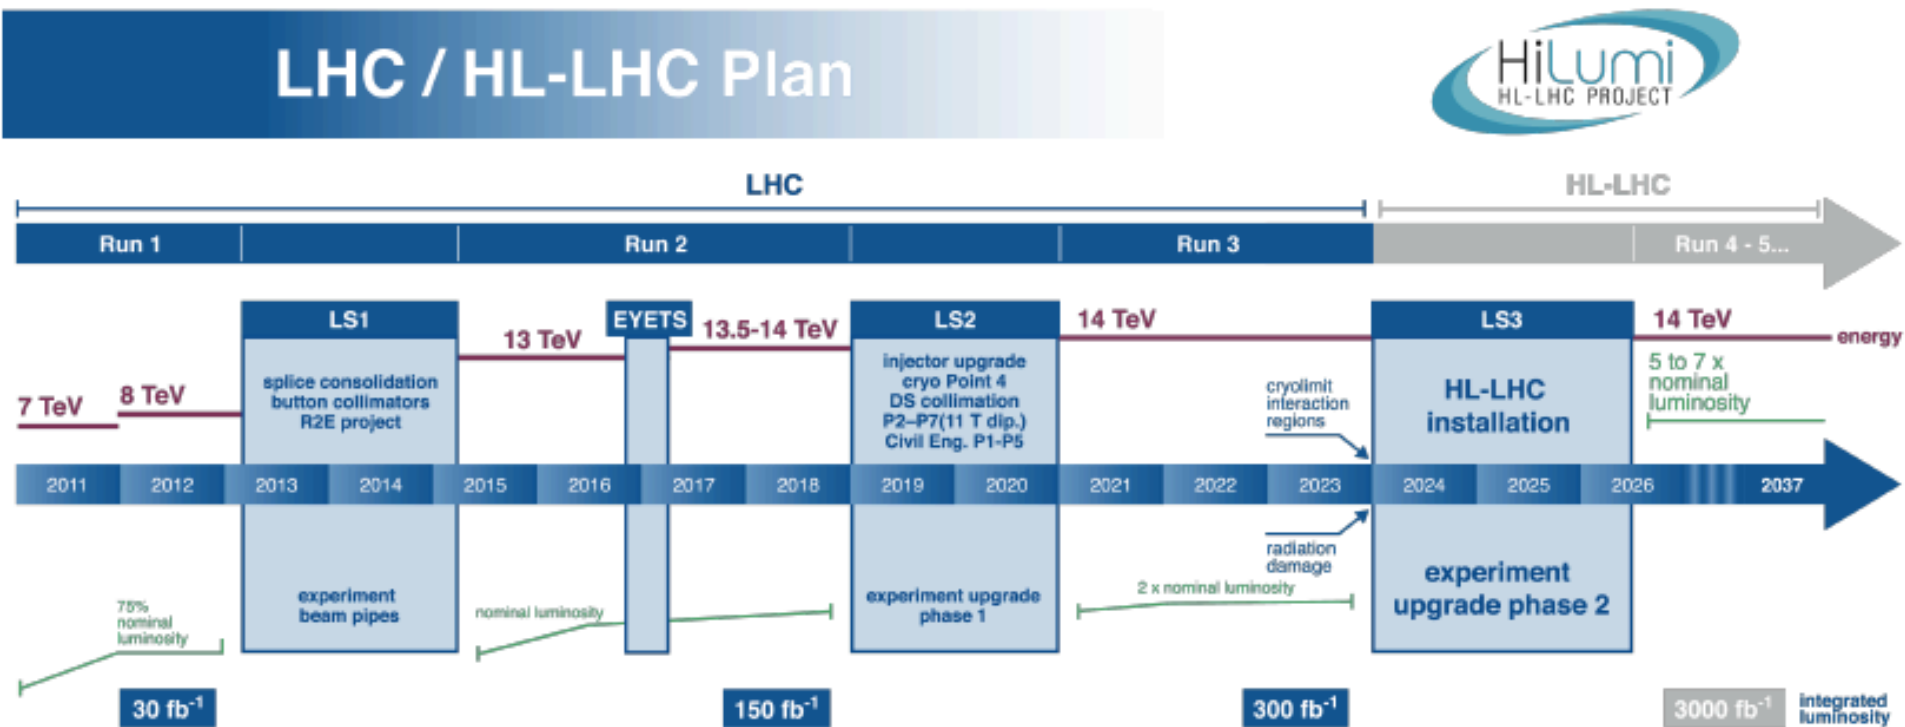 LHC / HL-LHC Plan
HiLumi
HL-LHC PROJECT
LHC
HL-LHC
Run 1
Run 2
Run 3
Run 4 - 5...
LS1
EYETS
LS2
LS3
13 TeV
13.5-14 TeV
14 TeV
14 TeV
energy
7 TeV
8 TeV
splice consolidation
button collimators
R2E project
injector upgrade
cryo Point 4
DS collimation
P2–P7(11 T dip.)
Civil Eng. P1-P5
cryolimit
interaction
regions
HL-LHC
installation
5 to 7 x
nominal
luminosity
2011
2012
2013
2014
2015
2016
2017
2018
2019
2020
2021
2022
2023
2024
2025
2026
2037
75%
nominal
luminosity
experiment
beam pipes
nominal luminosity
experiment upgrade
phase 1
radiation
damage
2 x nominal luminosity
experiment
upgrade phase 2
30 fb⁻¹
150 fb⁻¹
300 fb⁻¹
3000 fb⁻¹
integrated
luminosity